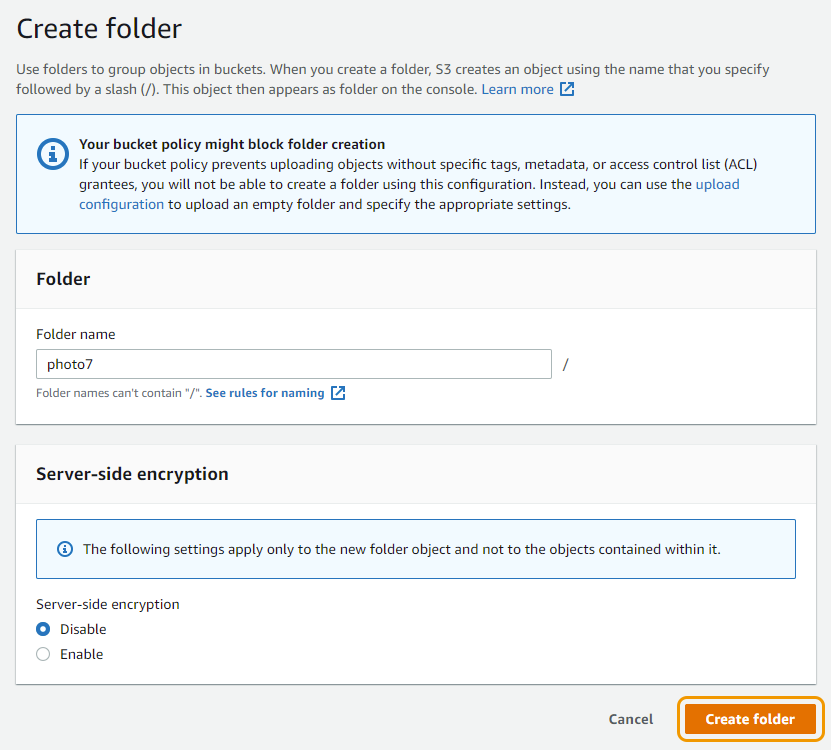 Create folder
Use folders to group objects in buckets. When you create a folder, S3 creates an object using the name that you specify
followed by a slash (/). This object then appears as folder on the console. Learn more
Your bucket policy might block folder creation
If your bucket policy prevents uploading objects without specific tags, metadata, or access control list (ACL)
grantees, you will not be able to create a folder using this configuration. Instead, you can use the upload
configuration to upload an empty folder and specify the appropriate settings.
Folder
Folder name
photo7 /
Folder names can't contain "/". See rules for naming
Server-side encryption
The following settings apply only to the new folder object and not to the objects contained within it.
Server-side encryption
Disable
Enable
Cancel Create folder